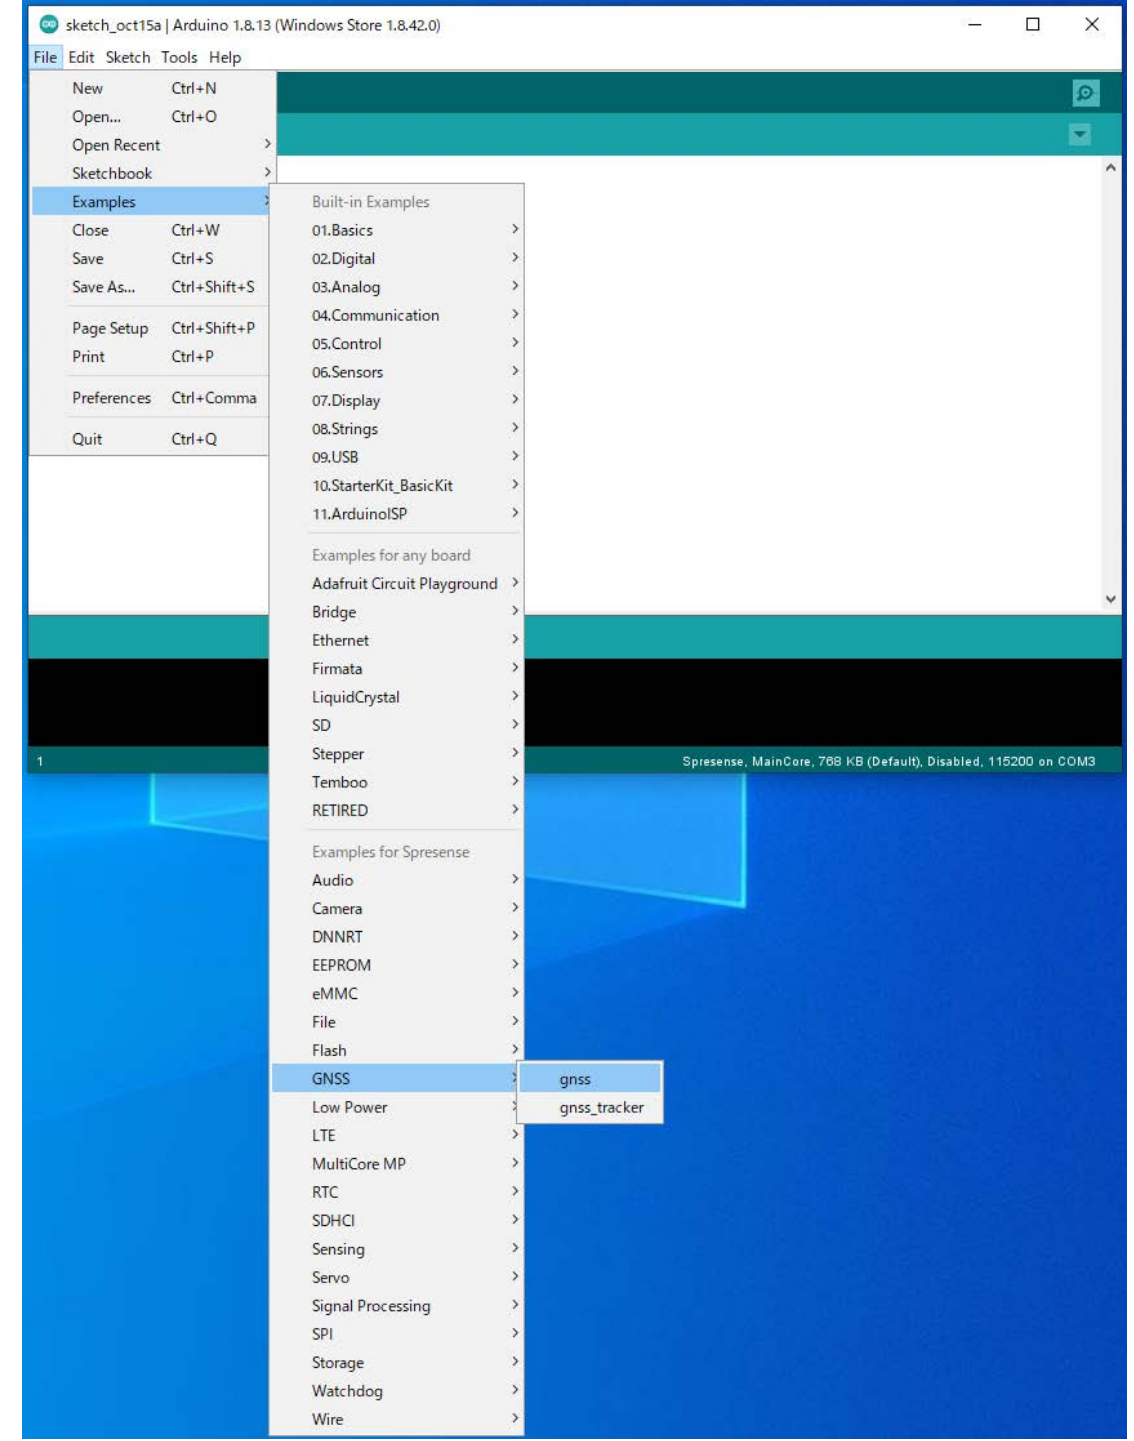 sketch_oct15a | Arduino 1.8.13 (Windows Store 1.8.42.0)
File Edit Sketch Tools Help
New Ctrl+N
Open... Ctrl+O
Open Recent
Sketchbook
Examples
Close Ctrl+W
Save Ctrl+S
Save As... Ctrl+Shift+S
Page Setup Ctrl+Shift+P
Print Ctrl+P
Preferences Ctrl+Comma
Quit Ctrl+Q
Built-in Examples
01.Basics
02.Digital
03.Analog
04.Communication
05.Control
06.Sensors
07.Display
08.Strings
09.USB
10.StarterKit_BasicKit
11.ArduinoISP
Examples for any board
Adafruit Circuit Playground
Bridge
Ethernet
Firmata
LiquidCrystal
SD
Stepper
Temboo
RETIRED
Examples for Spresense
Audio
Camera
DNNRT
EEPROM
eMMC
File
Flash
GNSS
Low Power
LTE
MultiCore MP
RTC
SDHCI
Sensing
Servo
Signal Processing
SPI
Storage
Watchdog
Wire
gnss
gnss_tracker
1
Spresense, MainCore, 768 KB (Default), Disabled, 115200 on COM3